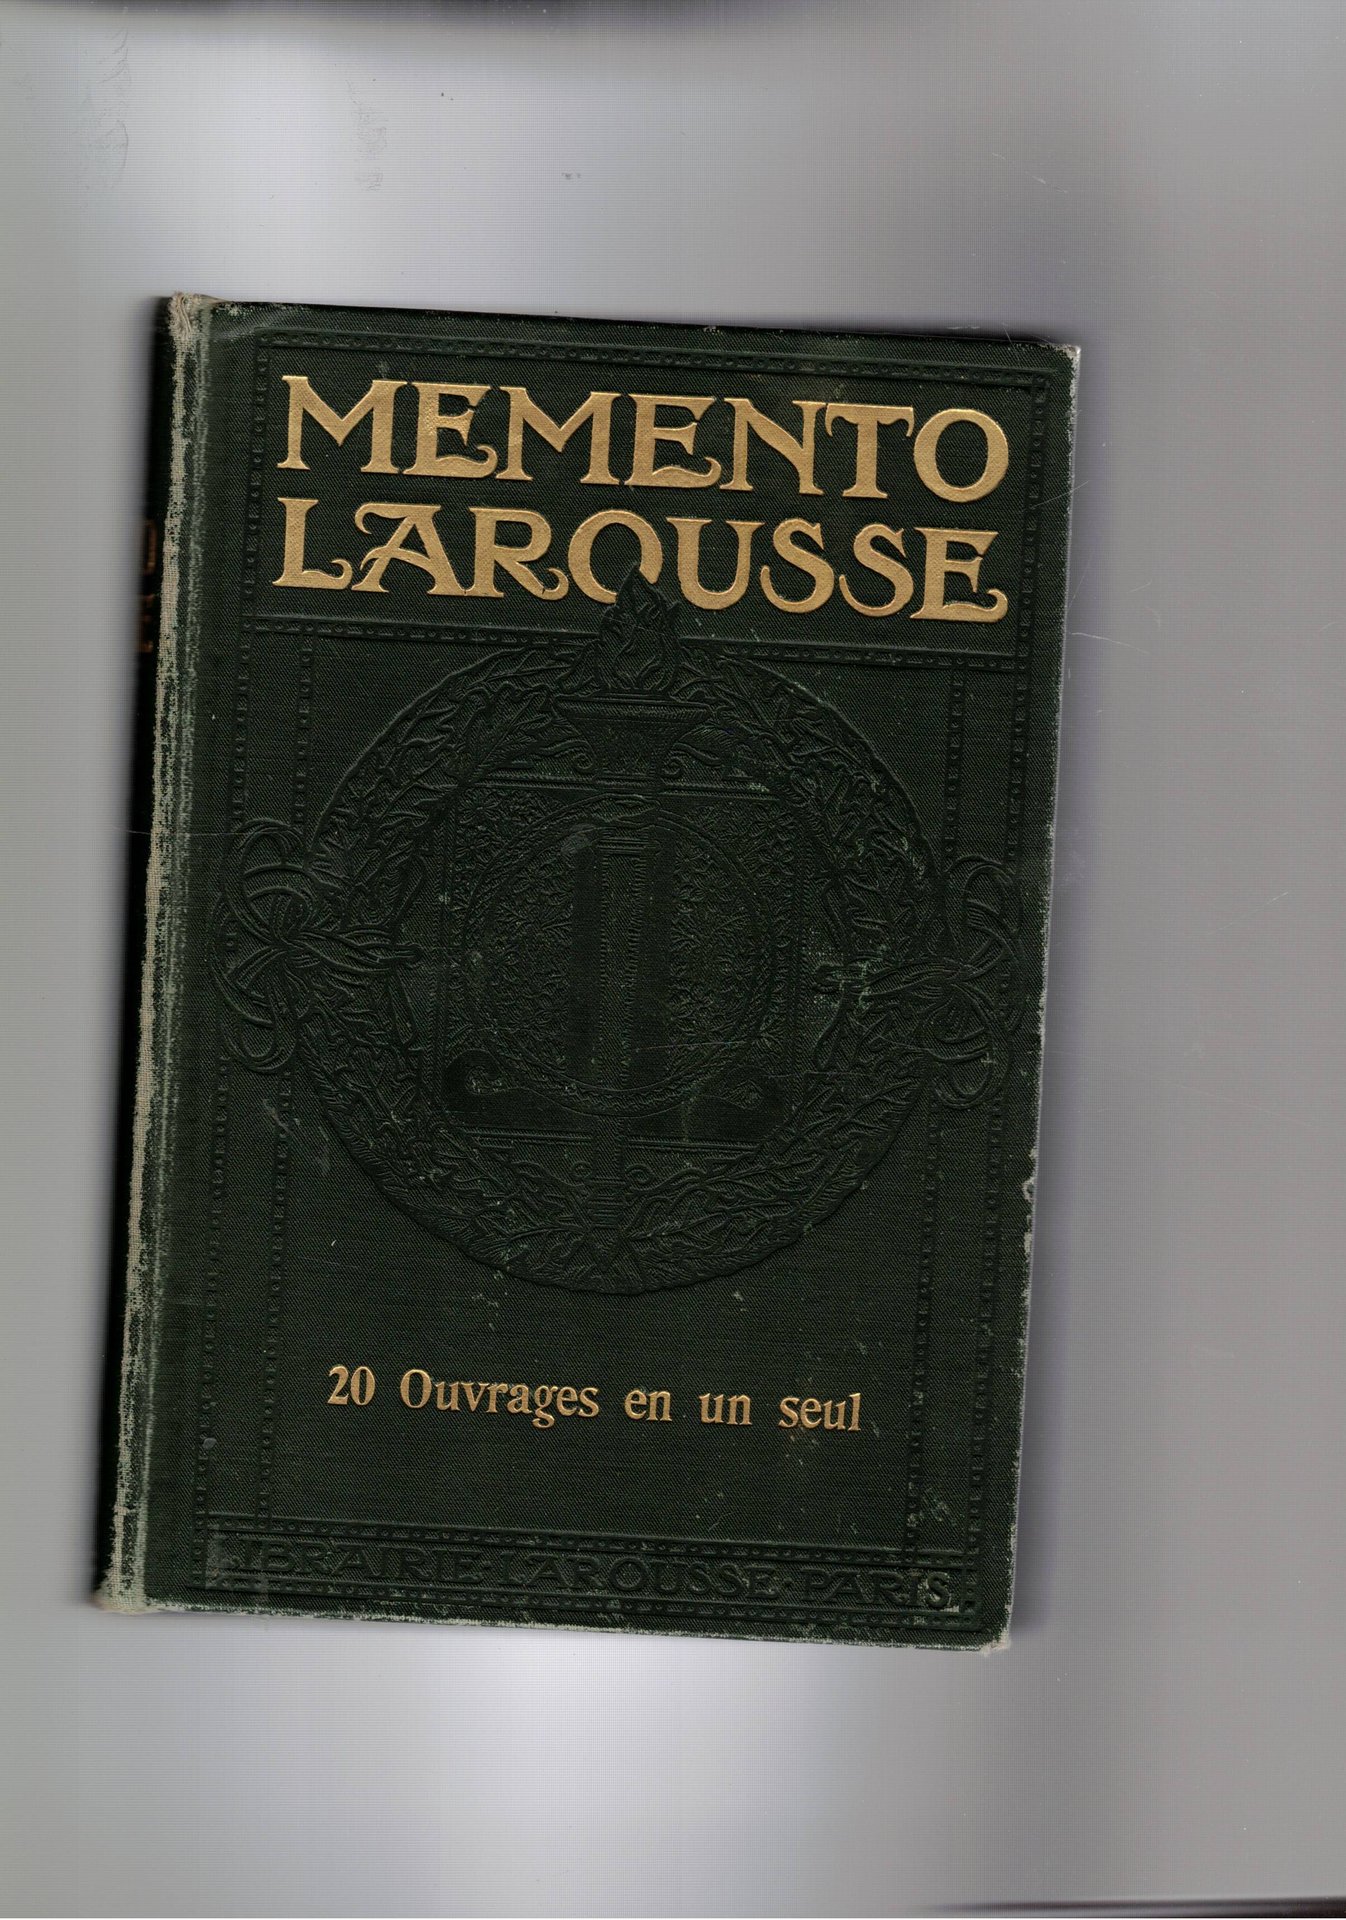 MEMENTO
LAROUSSE
20 Ouvrages en un seul
LIBRAIRIE·LAROUSSE·PARIS